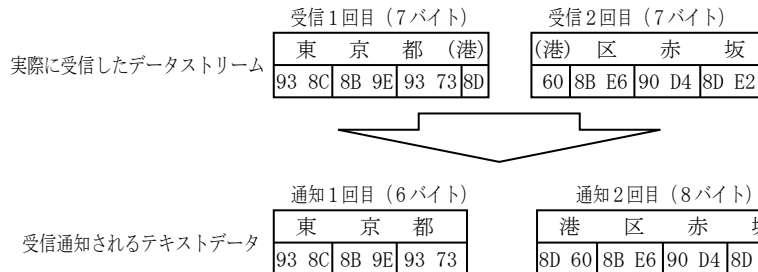 受信1回目（7バイト） 受信2回目（7バイト）
東 京 都 (港) (港) 区 赤 坂
実際に受信したデータストリーム
93 8C 8B 9E 93 73 8D 60 8B E6 90 D4 8D E2
通知1回目（6バイト） 通知2回目（8バイト）
東 京 都 港 区 赤
受信通知されるテキストデータ
93 8C 8B 9E 93 73 8D 60 8B E6 90 D4 8D